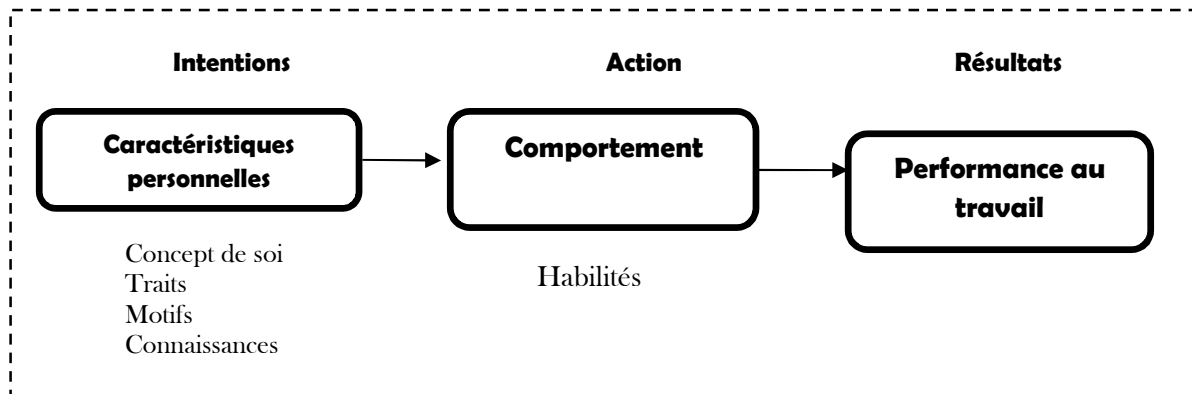 Intentions
Action
Résultats
Caractéristiques
personnelles
Comportement
Performance au
travail
Concept de soi
Traits
Motifs
Connaissances
Habilités